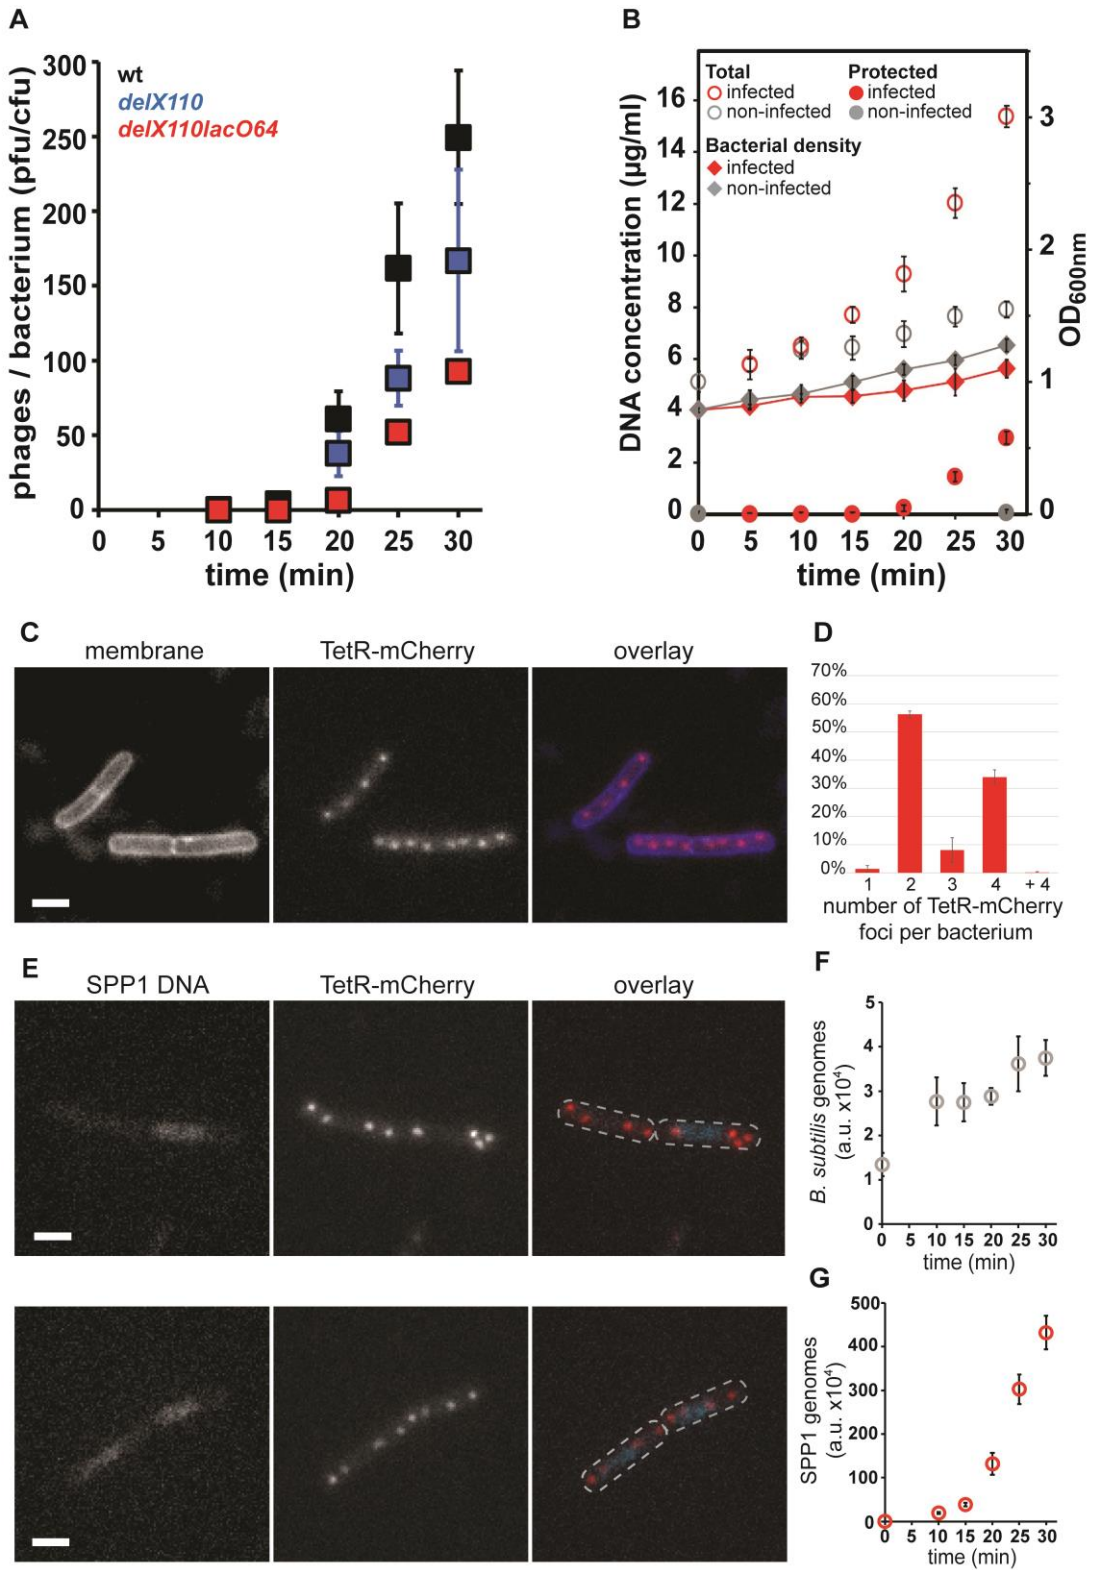 A
phages / bacterium (pfu/cfu)
300
250
200
150
100
50
0
wt
delX110
delX110lacO64
0 5 10 15 20 25 30
time (min)
B
DNA concentration (µg/ml)
16
14
12
10
8
6
4
2
0
Total Protected
infected infected
non-infected non-infected
Bacterial density
infected
non-infected
3
2
1
0
OD600nm
0 5 10 15 20 25 30
time (min)
C
membrane TetR-mCherry overlay
D
70%
60%
50%
40%
30%
20%
10%
0%
1 2 3 4 + 4
number of TetR-mCherry
foci per bacterium
E
SPP1 DNA TetR-mCherry overlay
F
B. subtilis genomes
(a.u. x10⁴)
5
4
3
2
1
0
0 5 10 15 20 25 30
time (min)
G
SPP1 genomes
(a.u. x10⁴)
500
400
300
200
100
0
0 5 10 15 20 25 30
time (min)